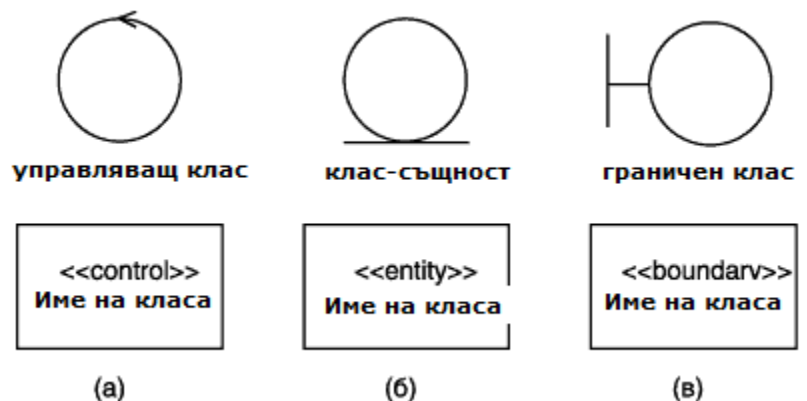 управляващ клас
клас-същност
граничен клас
<<control>>
Име на класа
<<entity>>
Име на класа
<<boundarv>>
Име на класа
(а)
(б)
(в)